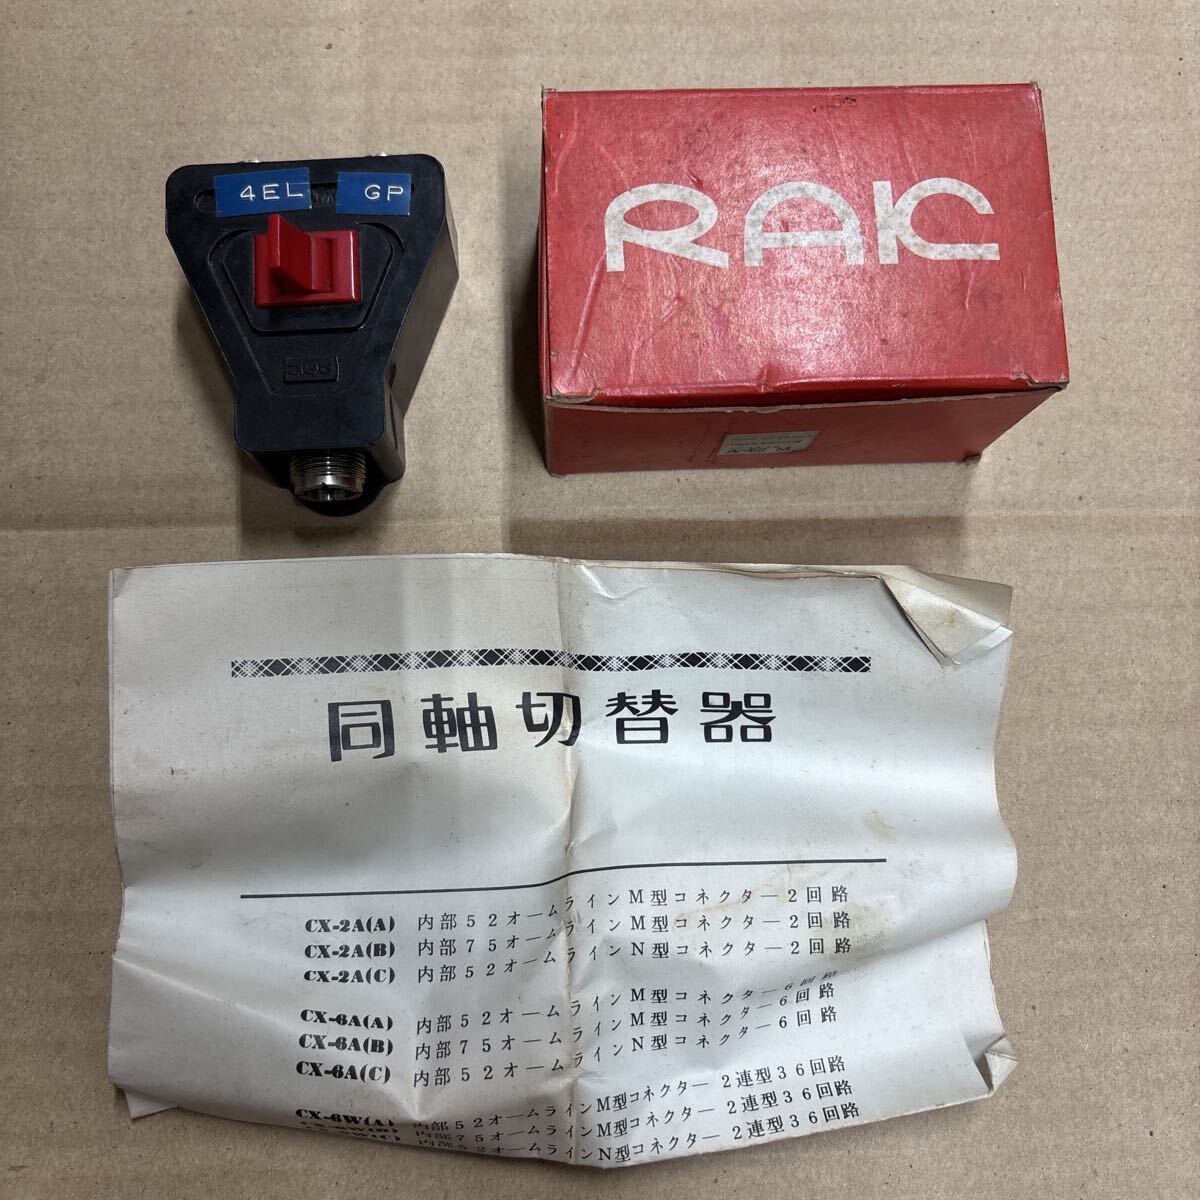 4EL GP
RAK
RAK
同軸切替器
CX-2A(A) 内部52オームラインM型コネクター2回路
CX-2A(B) 内部75オームラインM型コネクター2回路
CX-2A(C) 内部52オームラインN型コネクター2回路
CX-6A(A) 内部52オームラインM型コネクター6回路
CX-6A(B) 内部75オームラインM型コネクター6回路
CX-6A(C) 内部52オームラインN型コネクター6回路
CX-6W(A) 内部52オームラインM型コネクター2連型36回路
CX-6W(B) 内部75オームラインM型コネクター2連型36回路
CX-6W(C) 内部52オームラインN型コネクター2連型36回路